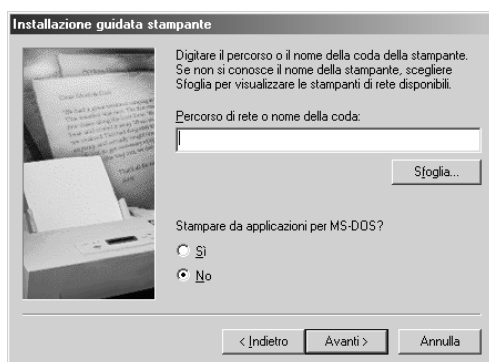 Installazione guidata stampante
Digitare il percorso o il nome della coda della stampante.
Se non si conosce il nome della stampante, scegliere
Sfoglia per visualizzare le stampanti di rete disponibili.
Percorso di rete o nome della coda:
Sfoglia...
Stampare da applicazioni per MS-DOS?
Sì
No
< Indietro
Avanti >
Annulla